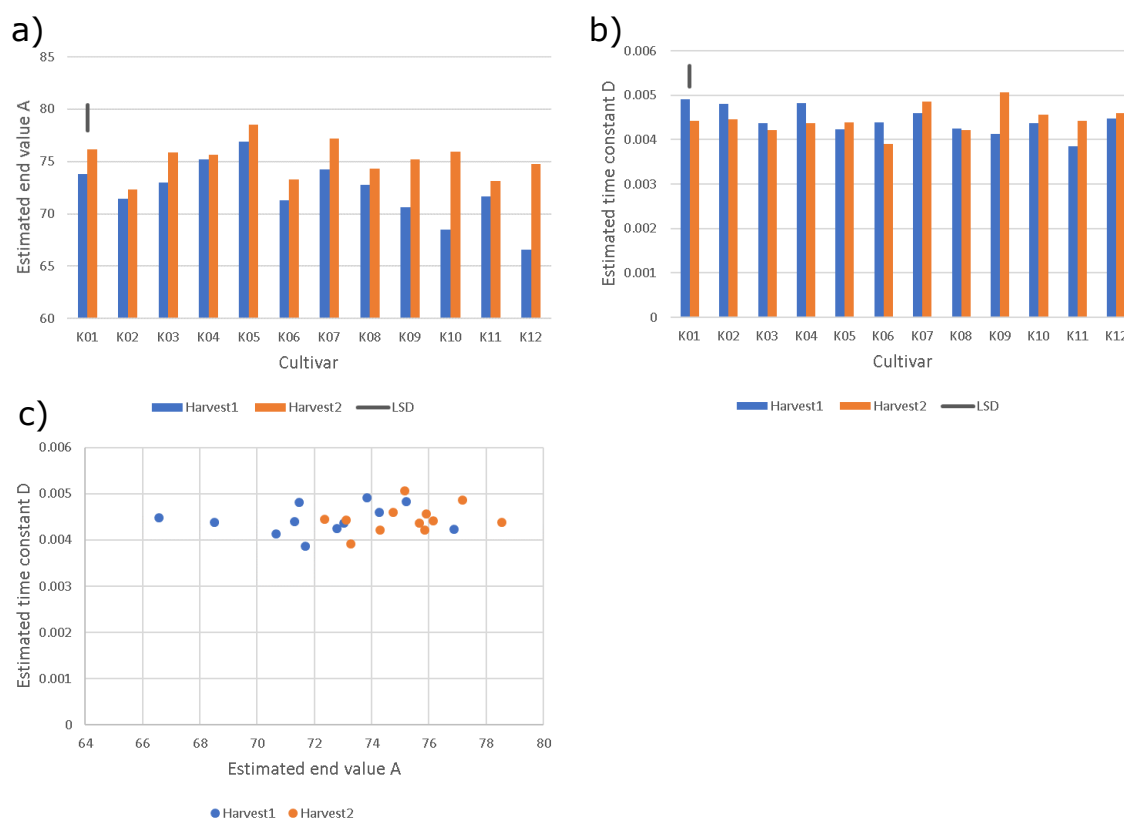 a)
85
80
75
70
65
60
Estimated end value A
K01 K02 K03 K04 K05 K06 K07 K08 K09 K10 K11 K12
Cultivar
Harvest1 Harvest2 LSD
b)
0.006
0.005
0.004
0.003
0.002
0.001
0
Estimated time constant D
K01 K02 K03 K04 K05 K06 K07 K08 K09 K10 K11 K12
Cultivar
Harvest1 Harvest2 LSD
c)
0.006
0.005
0.004
0.003
0.002
0.001
0
Estimated time constant D
64 66 68 70 72 74 76 78 80
Estimated end value A
Harvest1 Harvest2